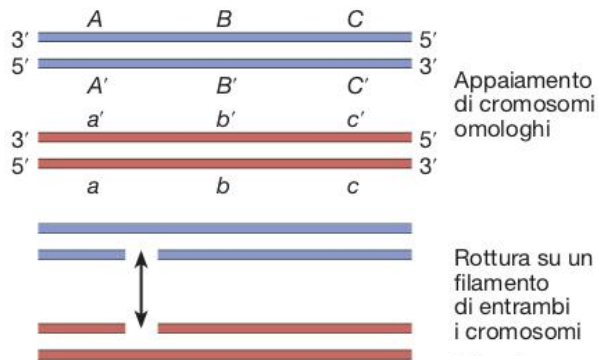 A B C
3′ 5′
5′ 3′
A′ B′ C′
a′ b′ c′
3′ 5′
5′ 3′
a b c
Appaiamento
di cromosomi
omologhi
Rottura su un
filamento
di entrambi
i cromosomi